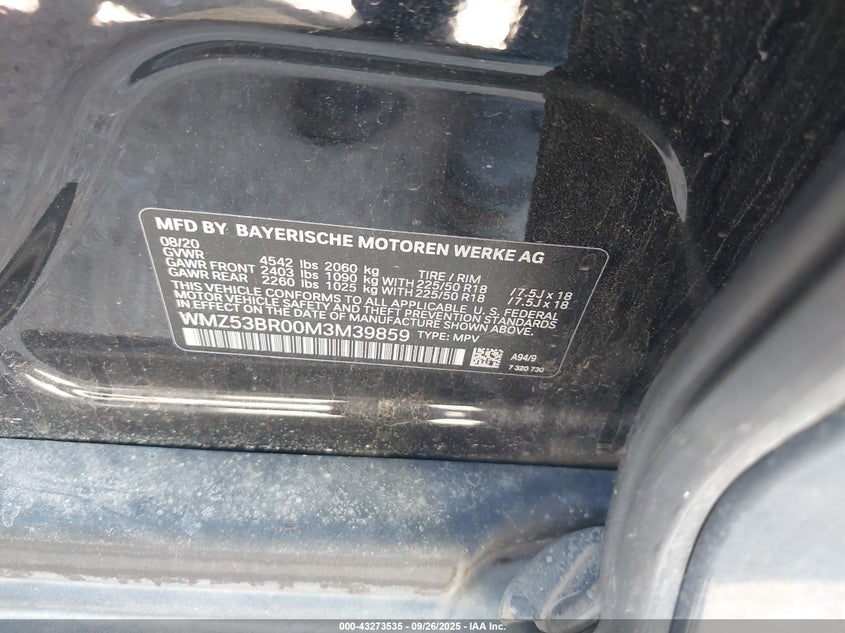 MFD BY BAYERISCHE MOTOREN WERKE AG
08/20
GVWR 4542 lbs 2060 kg TIRE / RIM
GAWR FRONT 2403 lbs 1090 kg WITH 225/50 R18 / 7.5J x 18
GAWR REAR 2260 lbs 1025 kg WITH 225/50 R18 / 7.5J x 18
THIS VEHICLE CONFORMS TO ALL APPLICABLE U. S. FEDERAL
MOTOR VEHICLE SAFETY AND THEFT PREVENTION STANDARDS
IN EFFECT ON THE DATE OF MANUFACTURE SHOWN ABOVE.
WMZ53BR00M3M39859 TYPE: MPV
A94/9
7 320 730
000-43273535 - 09/26/2025 - IAA Inc.